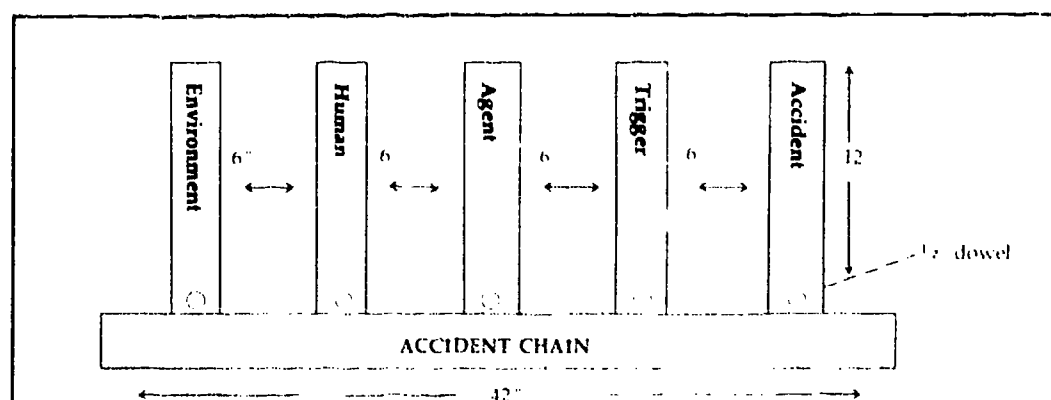 Environment
Human
Agent
Trigger
Accident
6"
6
6
6
12
dowel
ACCIDENT CHAIN
42"